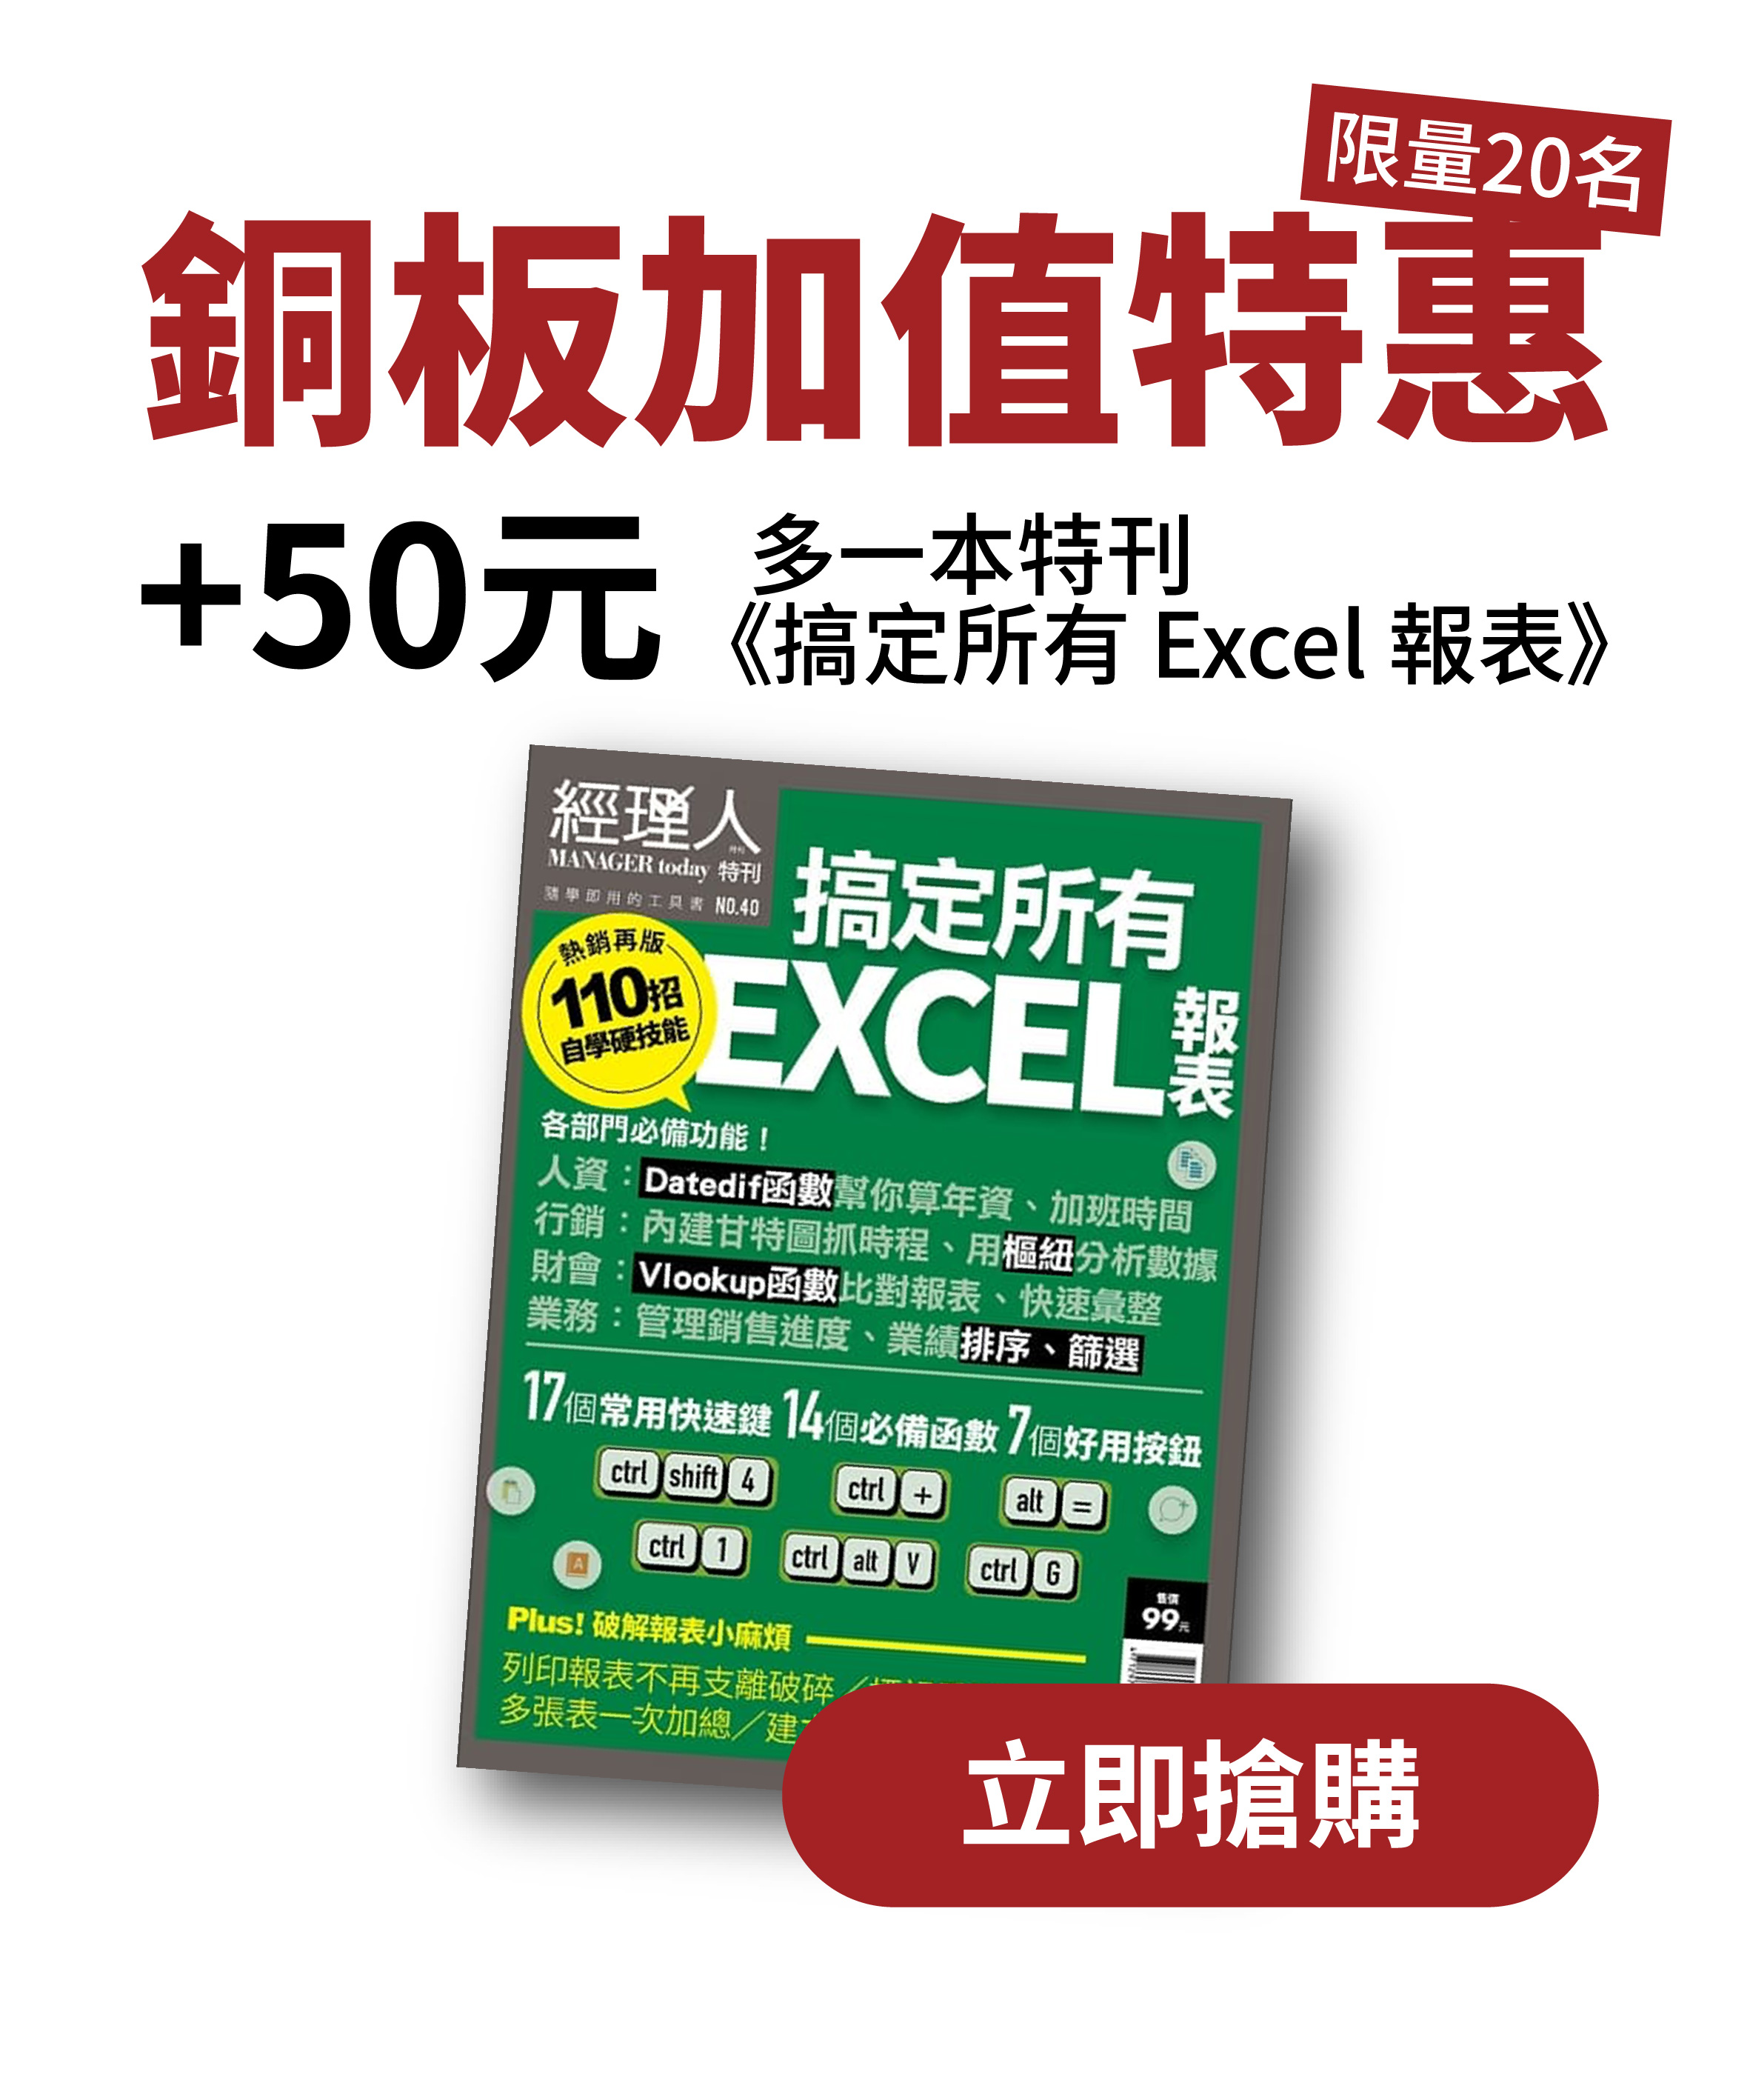 限量20名
銅板加值特惠
+50元
多一本特刊
《搞定所有 Excel 報表》
經理人
MANAGER today 特刊
隨學即用的工具書 NO.40
搞定所有
EXCEL
報表
熱銷再版
110招
自學硬技能
各部門必備功能！
人資：Datedif函數幫你算年資、加班時間
行銷：內建甘特圖抓時程、用樞紐分析數據
財會：Vlookup函數比對報表、快速彙整
業務：管理銷售進度、業績排序、篩選
17個常用快速鍵 14個必備函數 7個好用按鈕
ctrl shift 4 ctrl + alt =
ctrl 1 ctrl alt V ctrl G
A
售價
99元
Plus! 破解報表小麻煩
列印報表不再支離破碎／
多張表一次加總／建
立即搶購